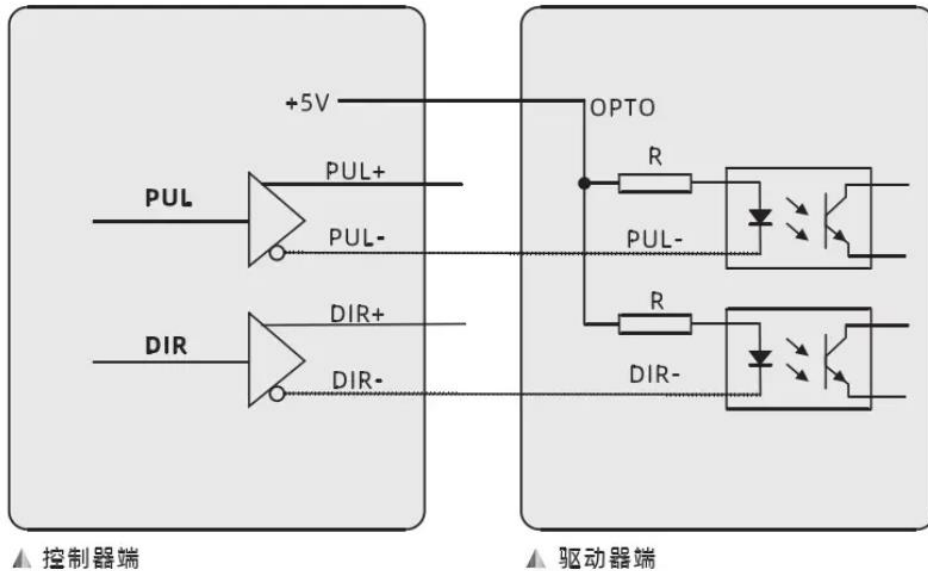 +5V
PUL
PUL+
PUL-
DIR
DIR+
DIR-
▲ 控制器端
OPTO
R
PUL-
R
DIR-
▲ 驱动器端